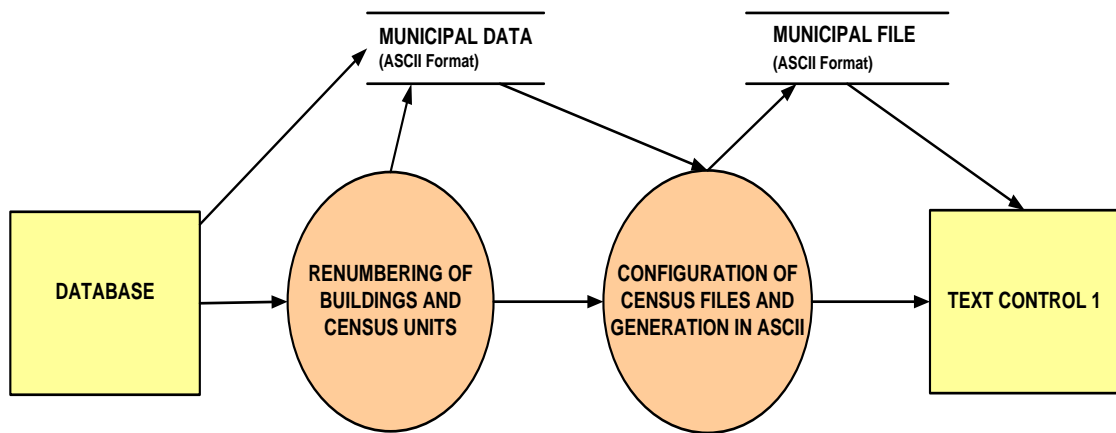 MUNICIPAL DATA
(ASCII Format)
MUNICIPAL FILE
(ASCII Format)
DATABASE
RENUMBERING OF
BUILDINGS AND
CENSUS UNITS
CONFIGURATION OF
CENSUS FILES AND
GENERATION IN ASCII
TEXT CONTROL 1